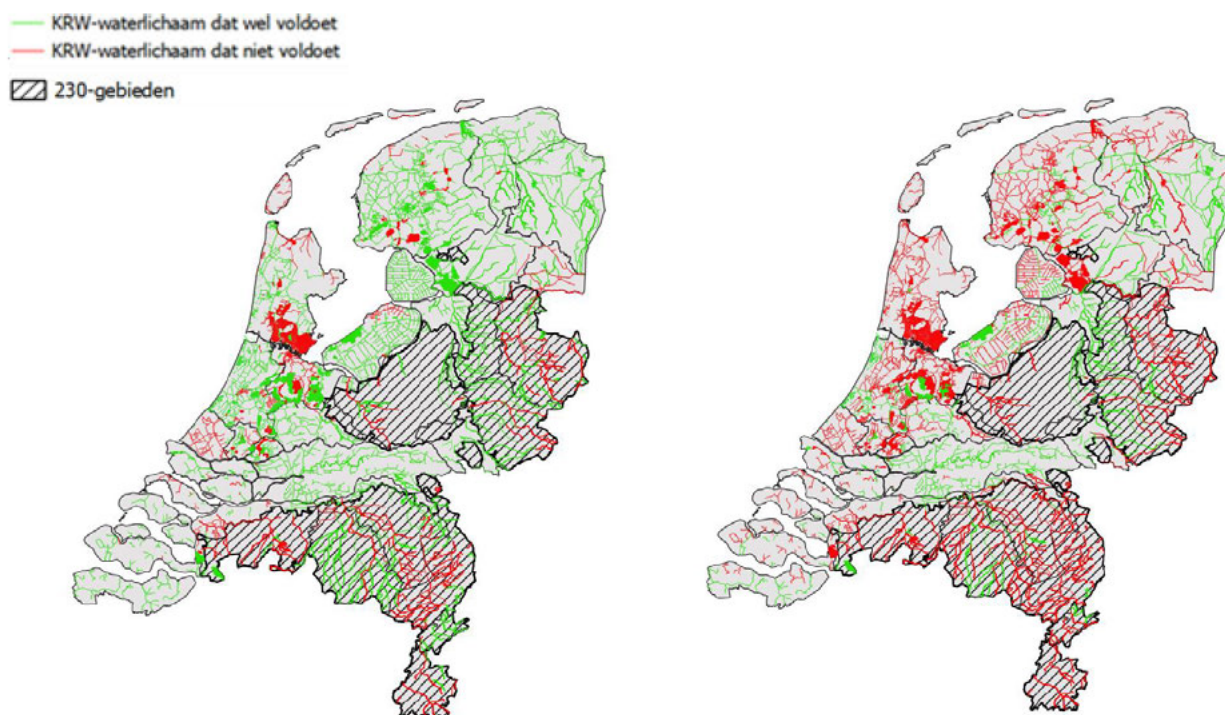 KRW-waterlichaam dat wel voldoet
KRW-waterlichaam dat niet voldoet
230-gebieden